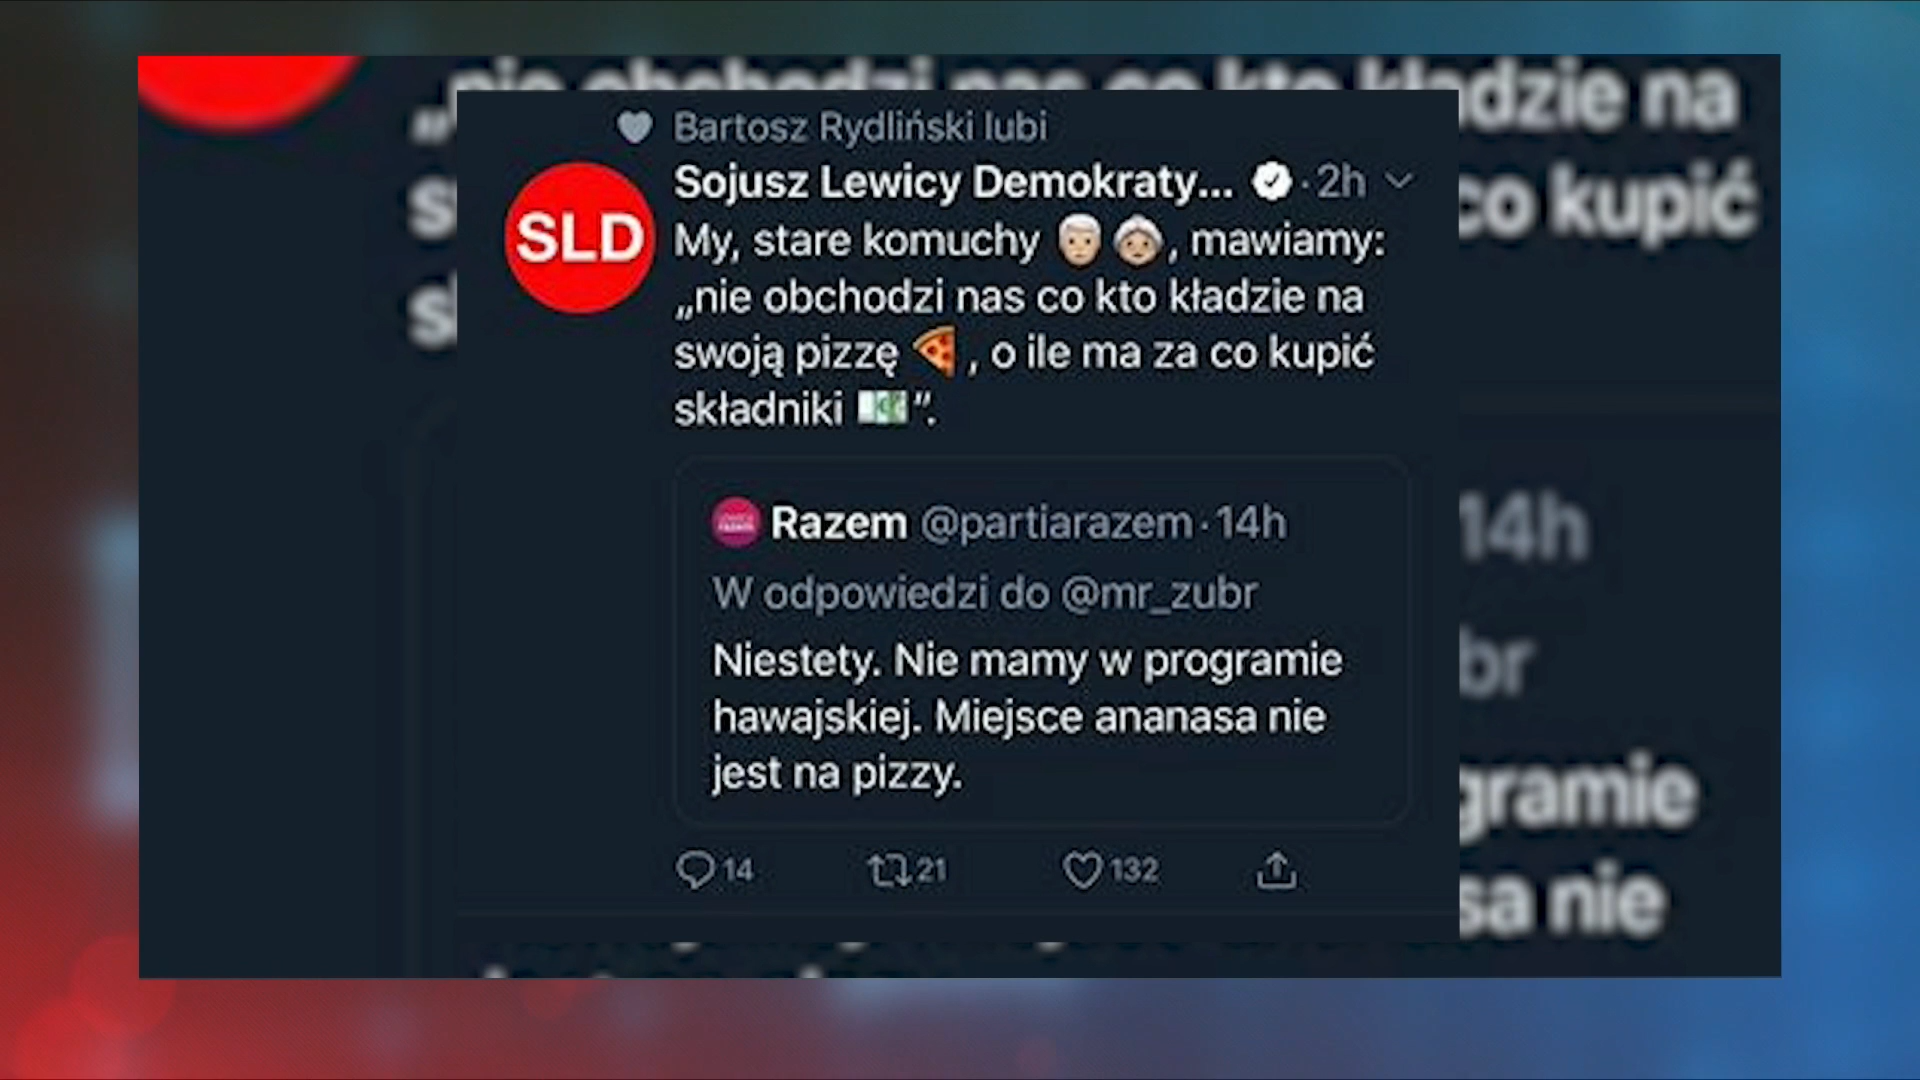 Bartosz Rydliński lubi
Sojusz Lewicy Demokraty... · 2h
SLD
My, stare komuchy 👴🏼👵🏼, mawiamy:
„nie obchodzi nas co kto kładzie na
swoją pizzę 🍕, o ile ma za co kupić
składniki 💶”.
Razem @partiarazem · 14h
W odpowiedzi do @mr_zubr
Niestety. Nie mamy w programie
hawajskiej. Miejsce ananasa nie
jest na pizzy.
14 21 132